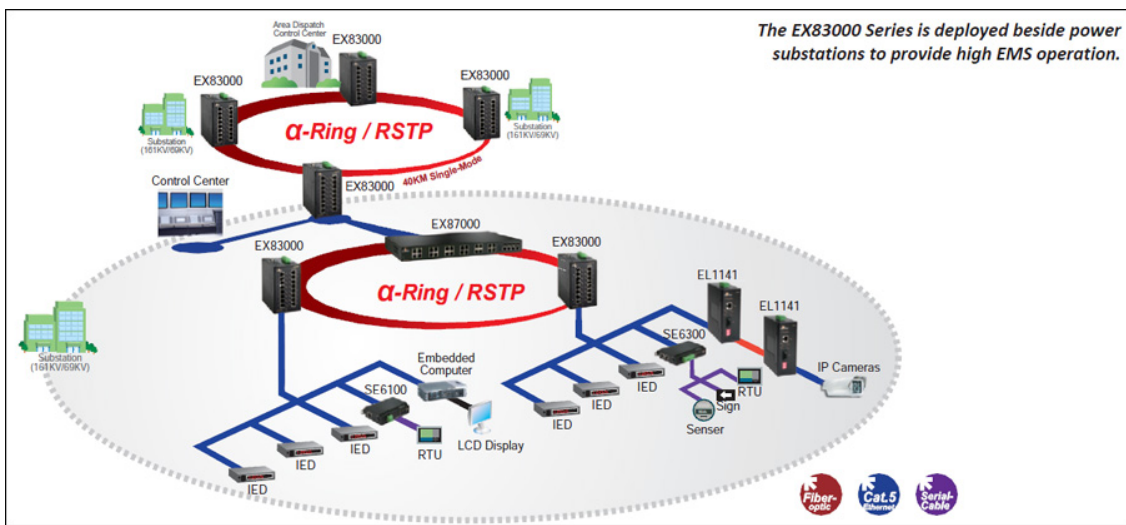 The EX83000 Series is deployed beside power
substations to provide high EMS operation.
Area Dispatch
Control Center
EX83000
EX83000
EX83000
α-Ring / RSTP
Substation
(161KV/69KV)
Substation
(161KV/69KV)
40KM Single-Mode
Control Center
EX83000
EX87000
EX83000
EX83000
α-Ring / RSTP
EL1141
EL1141
SE6300
Substation
(161KV/69KV)
Embedded
Computer
IP Cameras
IED
RTU
SE6100
IED
Sign
IED
Senser
LCD Display
IED
RTU
IED
IED
Fiber-
optic
Cat.5
Ethernet
Serial-
Cable